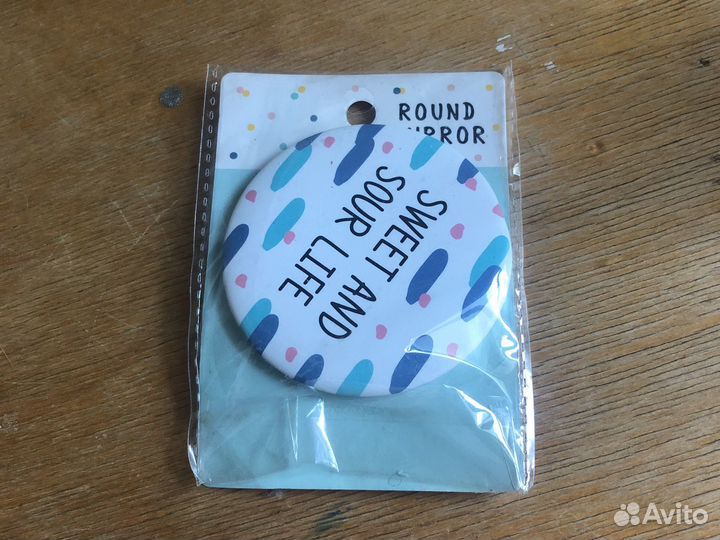 ROUND
SWEET AND
SOUR LIFE
Avito